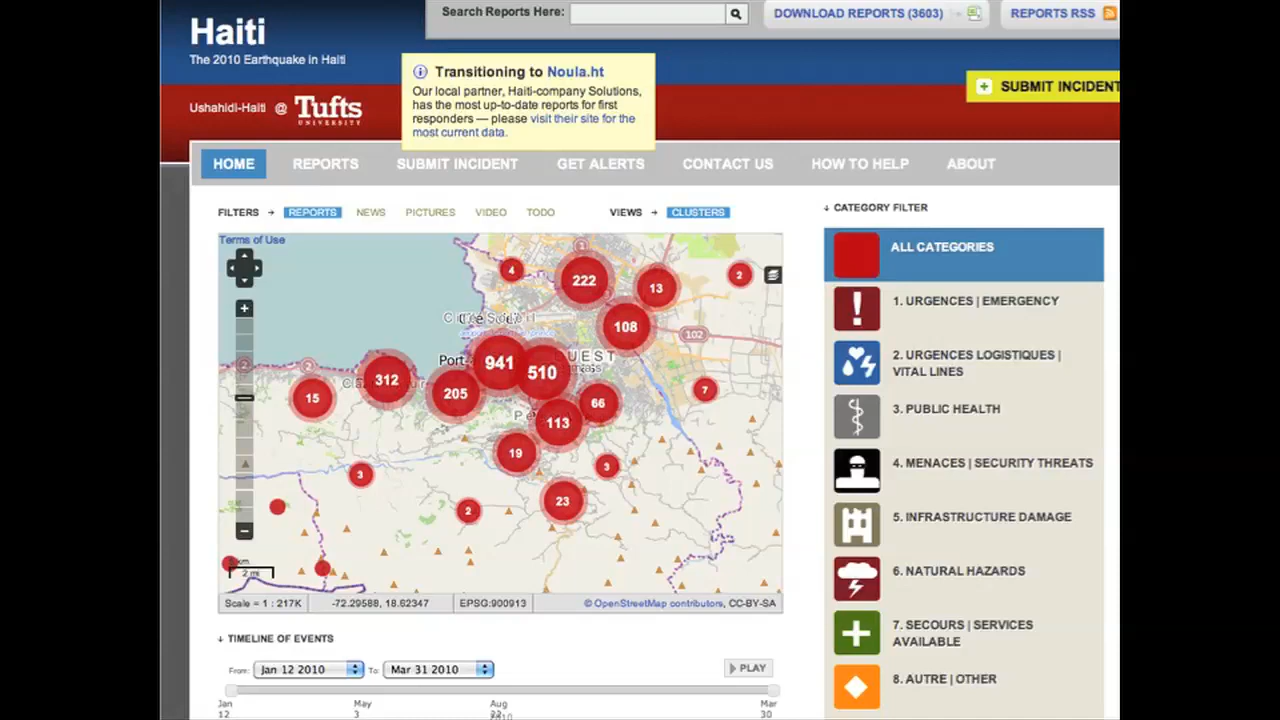 Haiti
The 2010 Earthquake in Haiti
Search Reports Here:
DOWNLOAD REPORTS (3603)
REPORTS RSS
Transitioning to Noula.ht
Our local partner, Haiti-company Solutions,
has the most up-to-date reports for first
responders — please visit their site for the
most current data.
SUBMIT INCIDENT
Ushahidi-Haiti @ Tufts
UNIVERSITY
HOME
REPORTS
SUBMIT INCIDENT
GET ALERTS
CONTACT US
HOW TO HELP
ABOUT
FILTERS → REPORTS NEWS PICTURES VIDEO TODO
VIEWS → CLUSTERS
Terms of Use
1
4
222
13
2
108
102
941
510
OUEST
Port-
2
2
312
205
15
66
7
113
19
3
3
23
2
2 mi
Scale = 1 : 217K
-72.29588, 18.62347
EPSG:900913
© OpenStreetMap contributors, CC-BY-SA
↓ TIMELINE OF EVENTS
From: Jan 12 2010 To: Mar 31 2010
PLAY
Jan
12
May
3
Aug
Mar
30
↓ CATEGORY FILTER
ALL CATEGORIES
1. URGENCES | EMERGENCY
2. URGENCES LOGISTIQUES |
VITAL LINES
3. PUBLIC HEALTH
4. MENACES | SECURITY THREATS
5. INFRASTRUCTURE DAMAGE
6. NATURAL HAZARDS
7. SECOURS | SERVICES
AVAILABLE
8. AUTRE | OTHER